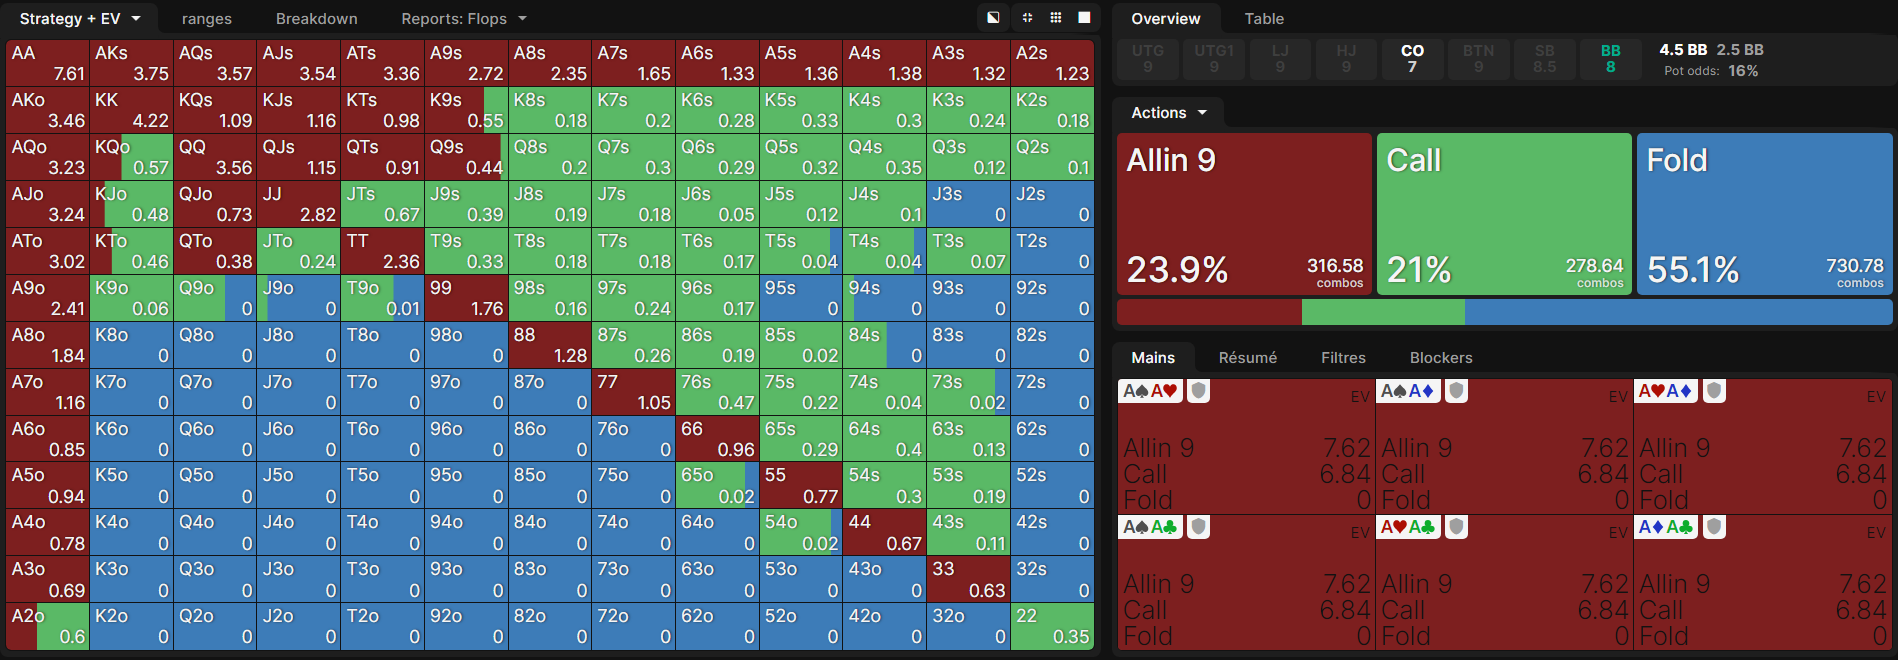 Strategy + EV ranges Breakdown Reports: Flops
AA AKs AQs AJs ATs A9s A8s A7s A6s A5s A4s A3s A2s
7.61 3.75 3.57 3.54 3.36 2.72 2.35 1.65 1.33 1.36 1.38 1.32 1.23
AKo KK KQs KJs KTs K9s K8s K7s K6s K5s K4s K3s K2s
3.46 4.22 1.09 1.16 0.98 0.55 0.18 0.2 0.28 0.33 0.3 0.24 0.18
AQo KQo QQ QJs QTs Q9s Q8s Q7s Q6s Q5s Q4s Q3s Q2s
3.23 0.57 3.56 1.15 0.91 0.44 0.2 0.3 0.29 0.32 0.35 0.12 0.1
AJo KJo QJo JJ JTs J9s J8s J7s J6s J5s J4s J3s J2s
3.24 0.48 0.73 2.82 0.67 0.39 0.19 0.18 0.05 0.12 0.1 0 0
ATo KTo QTo JTo TT T9s T8s T7s T6s T5s T4s T3s T2s
3.02 0.46 0.38 0.24 2.36 0.33 0.18 0.18 0.17 0.04 0.04 0.07 0
A9o K9o Q9o J9o T9o 99 98s 97s 96s 95s 94s 93s 92s
2.41 0.06 0 0 0.01 1.76 0.16 0.24 0.17 0 0 0 0
A8o K8o Q8o J8o T8o 98o 88 87s 86s 85s 84s 83s 82s
1.84 0 0 0 0 0 1.28 0.26 0.19 0.02 0 0 0
A7o K7o Q7o J7o T7o 97o 87o 77 76s 75s 74s 73s 72s
1.16 0 0 0 0 0 0 1.05 0.47 0.22 0.04 0.02 0
A6o K6o Q6o J6o T6o 96o 86o 76o 66 65s 64s 63s 62s
0.85 0 0 0 0 0 0 0 0.96 0.29 0.4 0.13 0
A5o K5o Q5o J5o T5o 95o 85o 75o 65o 55 54s 53s 52s
0.94 0 0 0 0 0 0 0 0.02 0.77 0.3 0.19 0
A4o K4o Q4o J4o T4o 94o 84o 74o 64o 54o 44 43s 42s
0.78 0 0 0 0 0 0 0 0 0.02 0.67 0.11 0
A3o K3o Q3o J3o T3o 93o 83o 73o 63o 53o 43o 33 32s
0.69 0 0 0 0 0 0 0 0 0 0 0.63 0
A2o K2o Q2o J2o T2o 92o 82o 72o 62o 52o 42o 32o 22
0.6 0 0 0 0 0 0 0 0 0 0 0 0.35
Overview Table
UTG UTG1 LJ HJ CO BTN SB BB 4.5 BB 2.5 BB
9 9 9 9 7 9 8.5 8 Pot odds: 16%
Actions
Allin 9 Call Fold
23.9% 316.58 21% 278.64 55.1% 730.78
combos combos combos
Mains Résumé Filtres Blockers
A♠A♥ EV A♠A♦ EV A♥A♦ EV
Allin 9 7.62 Allin 9 7.62 Allin 9 7.62
Call 6.84 Call 6.84 Call 6.84
Fold 0 Fold 0 Fold 0
A♠A♣ EV A♥A♣ EV A♦A♣ EV
Allin 9 7.62 Allin 9 7.62 Allin 9 7.62
Call 6.84 Call 6.84 Call 6.84
Fold 0 Fold 0 Fold 0